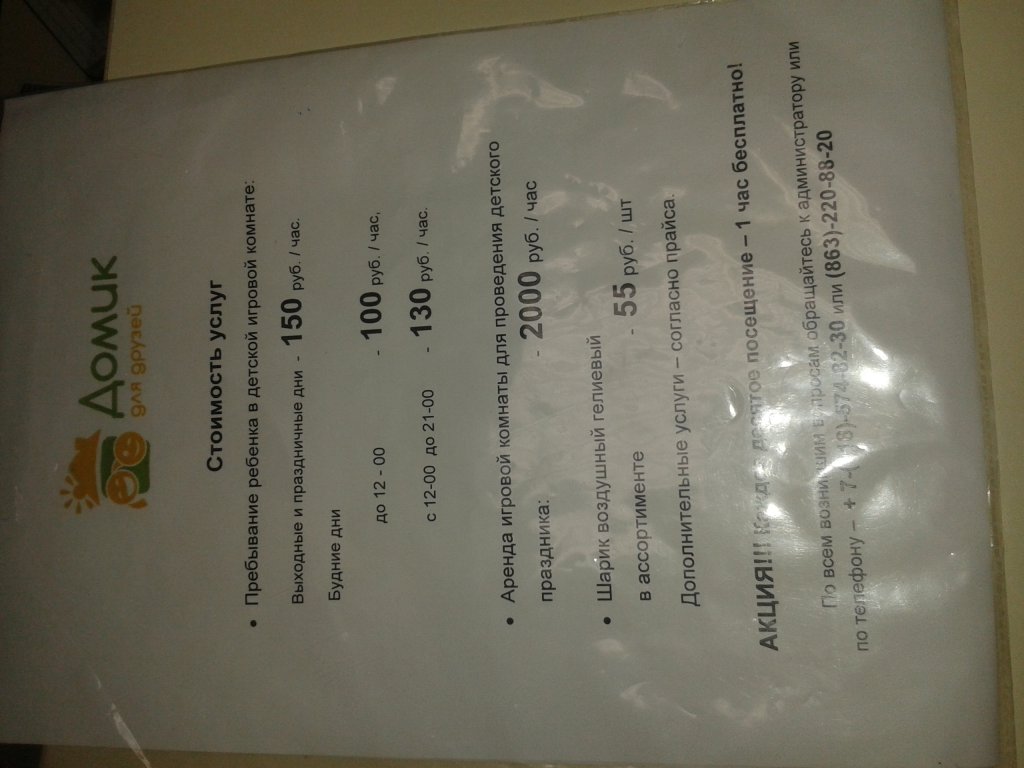 Домик
для друзей
Стоимость услуг
• Пребывание ребенка в детской игровой комнате:
Выходные и праздничные дни - 150 руб. / час.
Будние дни
до 12 - 00 - 100 руб. / час,
с 12-00 до 21-00 - 130 руб. / час.
• Аренда игровой комнаты для проведения детского
праздника: - 2000 руб. / час
• Шарик воздушный гелиевый
в ассортименте - 55 руб. / шт
Дополнительные услуги – согласно прайса.
АКЦИЯ!!! десятое посещение – 1 час бесплатно!
По всем возникшим вопросам обращайтесь к администратору или
по телефону – или (863)-220-88-20